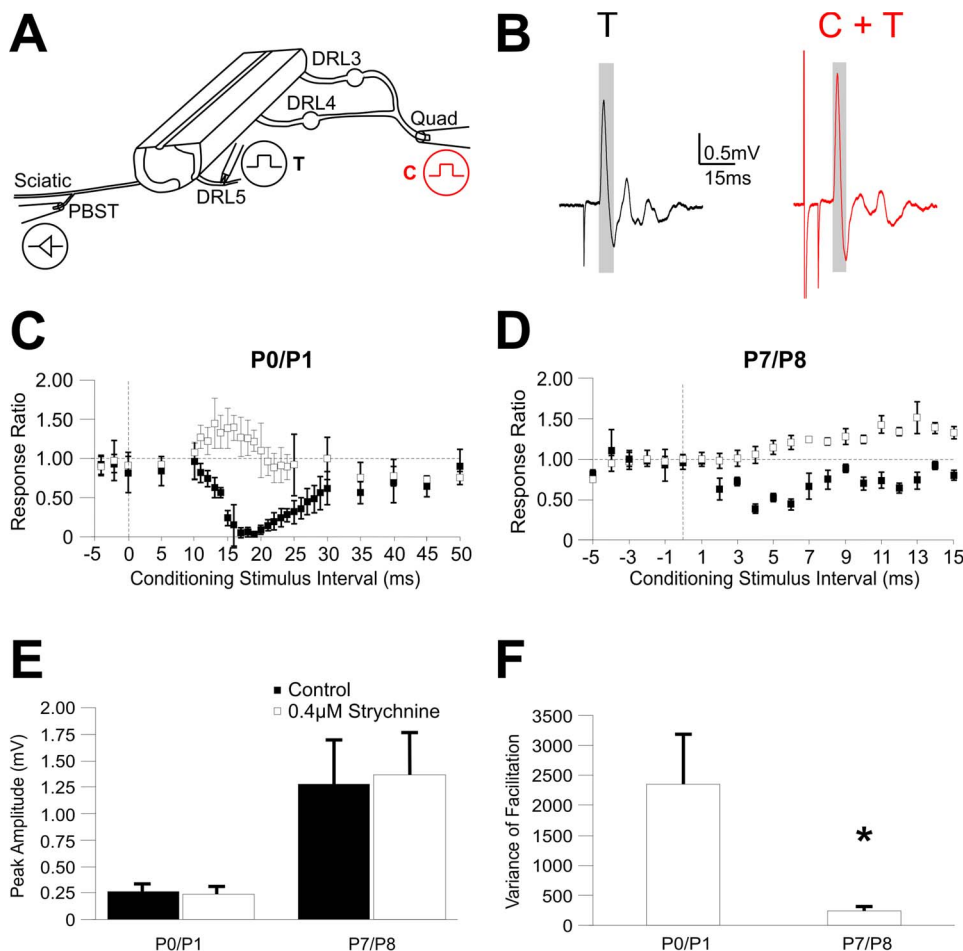 A
DRL3
DRL4
Quad
Sciatic
PBST
DRL5
T
C
B
T
C + T
0.5mV
15ms
C
P0/P1
Response Ratio
2.00
1.50
1.00
0.50
0
-5 0 5 10 15 20 25 30 35 40 45 50
Conditioning Stimulus Interval (ms)
D
P7/P8
Response Ratio
2.00
1.50
1.00
0.50
0
-5 -3 -1 1 3 5 7 9 11 13 15
Conditioning Stimulus Interval (ms)
E
Control
0.4µM Strychnine
Peak Amplitude (mV)
2.00
1.75
1.50
1.25
1.00
0.75
0.50
0.25
0.00
P0/P1 P7/P8
F
Variance of Facilitation
3500
3000
2500
2000
1500
1000
500
0
*
P0/P1 P7/P8